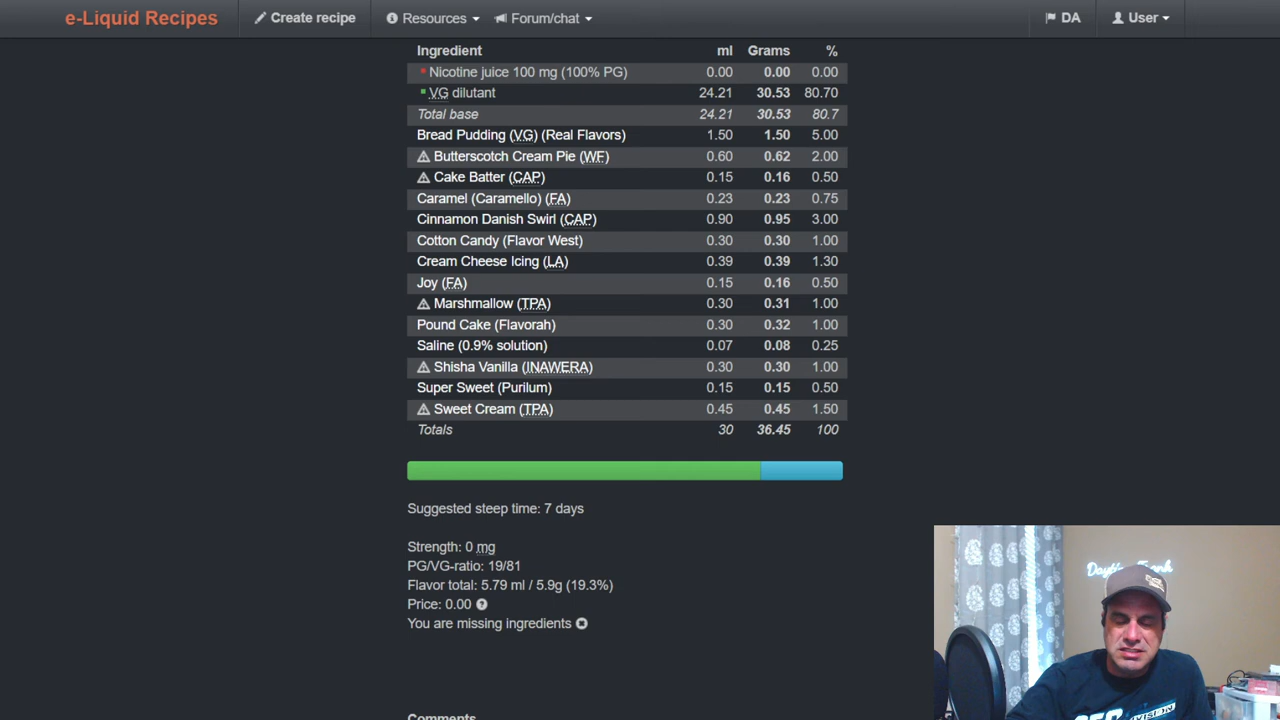 e-Liquid Recipes Create recipe Resources Forum/chat DA User
Ingredient ml Grams %
Nicotine juice 100 mg (100% PG) 0.00 0.00 0.00
VG dilutant 24.21 30.53 80.70
Total base 24.21 30.53 80.7
Bread Pudding (VG) (Real Flavors) 1.50 1.50 5.00
Butterscotch Cream Pie (WF) 0.60 0.62 2.00
Cake Batter (CAP) 0.15 0.16 0.50
Caramel (Caramello) (FA) 0.23 0.23 0.75
Cinnamon Danish Swirl (CAP) 0.90 0.95 3.00
Cotton Candy (Flavor West) 0.30 0.30 1.00
Cream Cheese Icing (LA) 0.39 0.39 1.30
Joy (FA) 0.15 0.16 0.50
Marshmallow (TPA) 0.30 0.31 1.00
Pound Cake (Flavorah) 0.30 0.32 1.00
Saline (0.9% solution) 0.07 0.08 0.25
Shisha Vanilla (INAWERA) 0.30 0.30 1.00
Super Sweet (Purilum) 0.15 0.15 0.50
Sweet Cream (TPA) 0.45 0.45 1.50
Totals 30 36.45 100
Suggested steep time: 7 days
Strength: 0 mg
PG/VG-ratio: 19/81
Flavor total: 5.79 ml / 5.9g (19.3%)
Price: 0.00
You are missing ingredients
Comments